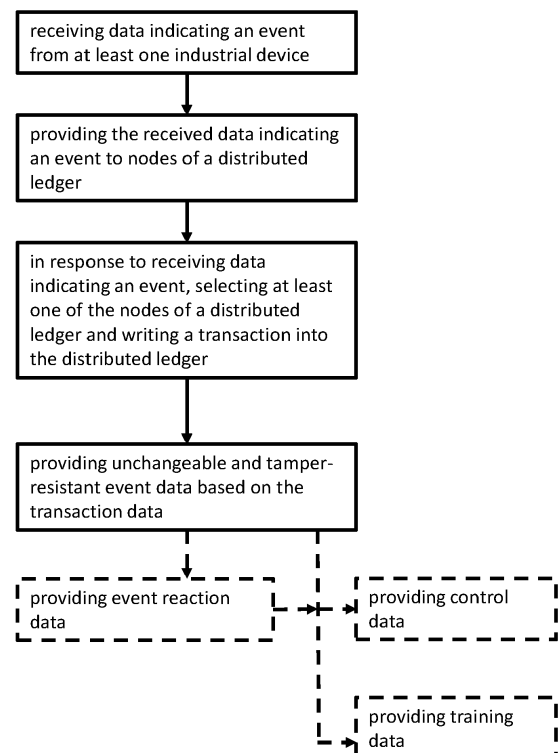 receiving data indicating an event
from at least one industrial device
providing the received data indicating
an event to nodes of a distributed
ledger
in response to receiving data
indicating an event, selecting at least
one of the nodes of a distributed
ledger and writing a transaction into
the distributed ledger
providing unchangeable and tamper-
resistant event data based on the
transaction data
providing event reaction
data
providing control
data
providing training
data